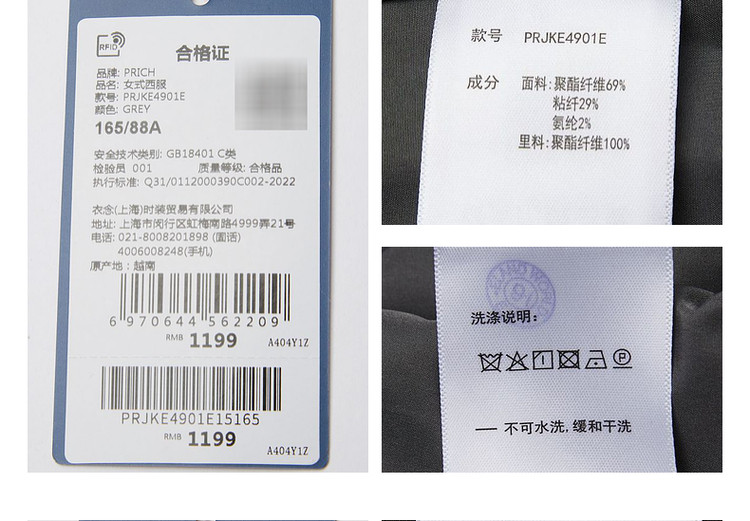 RFID
合格证
品牌: PRICH
品名: 女式西服
款号: PRJKE4901E
颜色: GREY
165/88A
安全技术类别: GB18401 C类
检验员 001 质量等级: 合格品
执行标准: Q31/0112000390C002-2022
衣念(上海)时装贸易有限公司
地址: 上海市闵行区虹梅南路4999弄21号
电话: 021-8008201898 (固话)
4006008248(手机)
原产地: 越南
6 970644 562209
RMB 1199 A404Y1Z
PRJKE4901E15165
RMB 1199
A404Y1Z
款号 PRJKE4901E
成分 面料:聚酯纤维69%
粘纤29%
氨纶2%
里料:聚酯纤维100%
洗涤说明:
— 不可水洗,缓和干洗